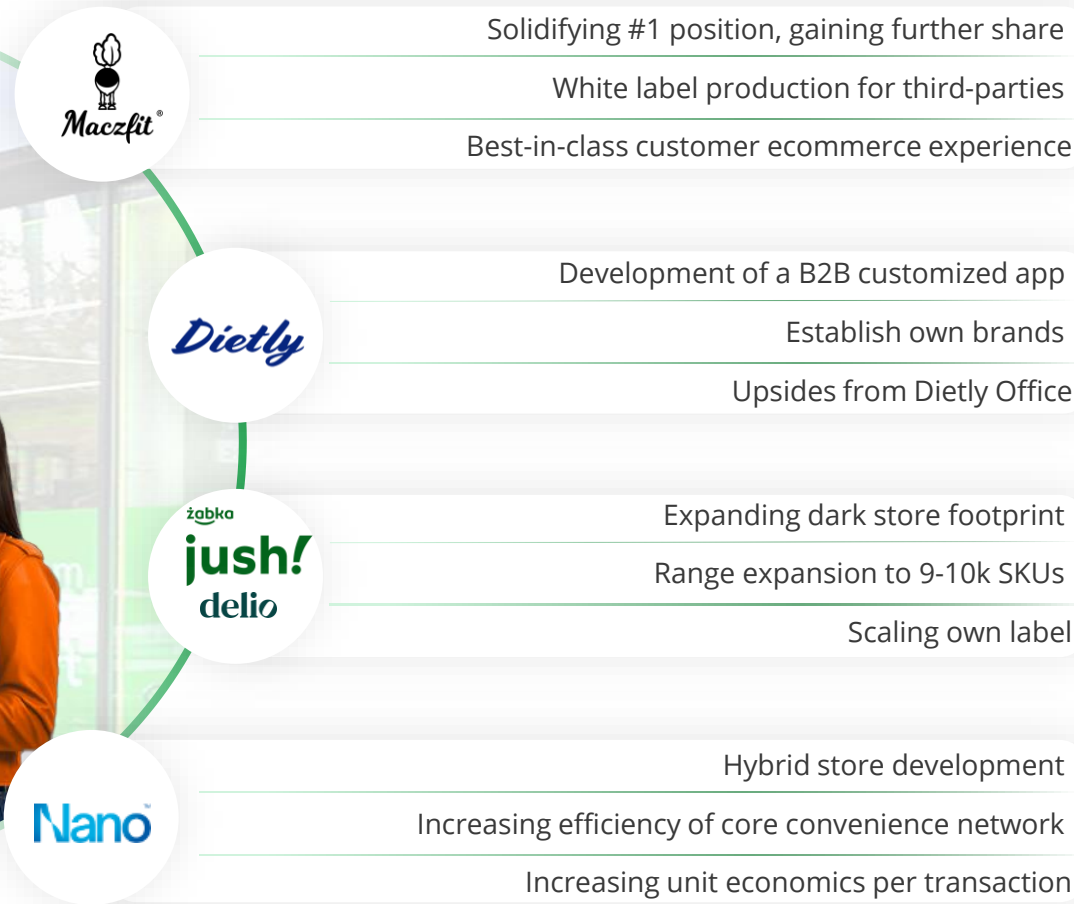 Maczfit®
Solidifying #1 position, gaining further share
White label production for third-parties
Best-in-class customer ecommerce experience
Dietly
Development of a B2B customized app
Establish own brands
Upsides from Dietly Office
żabka
jush!
delio
Expanding dark store footprint
Range expansion to 9-10k SKUs
Scaling own label
Nano™
Hybrid store development
Increasing efficiency of core convenience network
Increasing unit economics per transaction